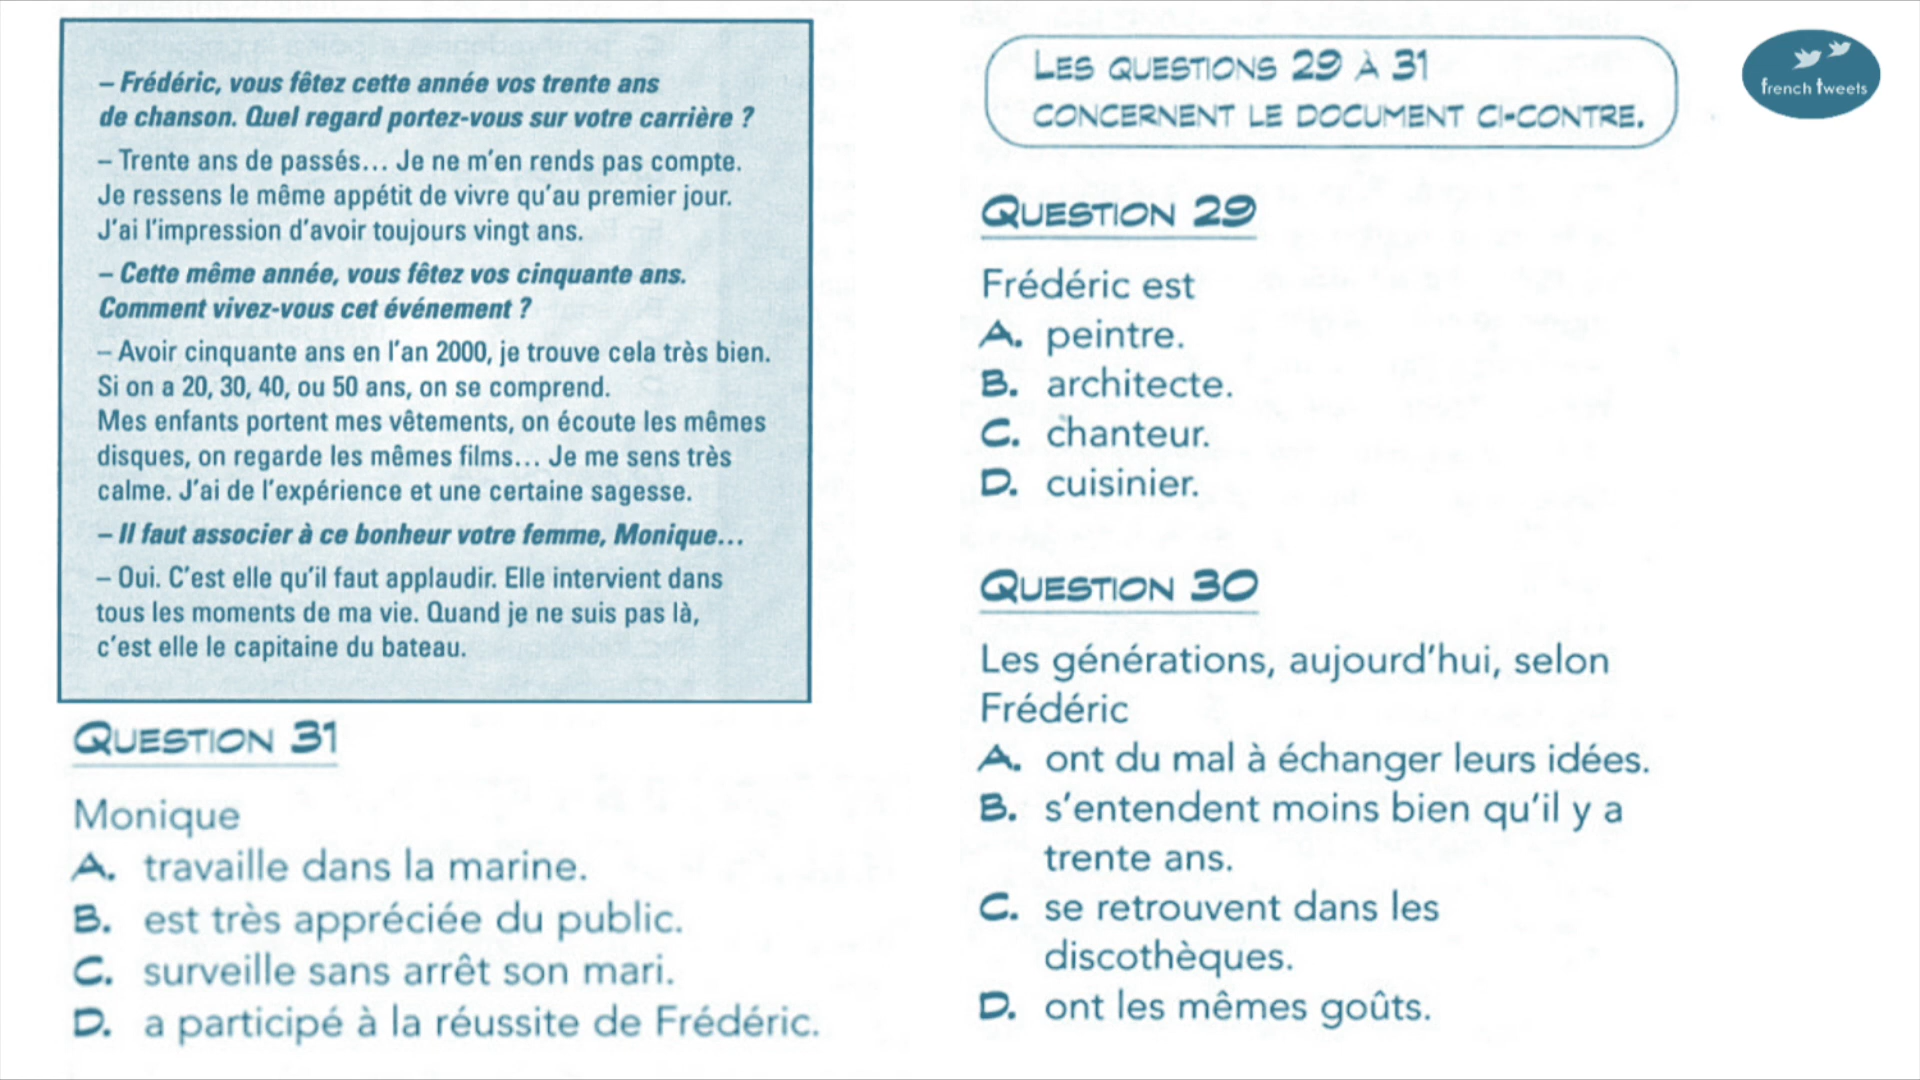 – Frédéric, vous fêtez cette année vos trente ans
de chanson. Quel regard portez-vous sur votre carrière ?
– Trente ans de passés... Je ne m'en rends pas compte.
Je ressens le même appétit de vivre qu'au premier jour.
J'ai l'impression d'avoir toujours vingt ans.
– Cette même année, vous fêtez vos cinquante ans.
Comment vivez-vous cet événement ?
– Avoir cinquante ans en l'an 2000, je trouve cela très bien.
Si on a 20, 30, 40, ou 50 ans, on se comprend.
Mes enfants portent mes vêtements, on écoute les mêmes
disques, on regarde les mêmes films... Je me sens très
calme. J'ai de l'expérience et une certaine sagesse.
– Il faut associer à ce bonheur votre femme, Monique...
– Oui. C'est elle qu'il faut applaudir. Elle intervient dans
tous les moments de ma vie. Quand je ne suis pas là,
c'est elle le capitaine du bateau.
LES QUESTIONS 29 À 31
CONCERNENT LE DOCUMENT CI-CONTRE.
french tweets
QUESTION 29
Frédéric est
A. peintre.
B. architecte.
C. chanteur.
D. cuisinier.
QUESTION 30
Les générations, aujourd'hui, selon
Frédéric
A. ont du mal à échanger leurs idées.
B. s'entendent moins bien qu'il y a
trente ans.
C. se retrouvent dans les
discothèques.
D. ont les mêmes goûts.
QUESTION 31
Monique
A. travaille dans la marine.
B. est très appréciée du public.
C. surveille sans arrêt son mari.
D. a participé à la réussite de Frédéric.